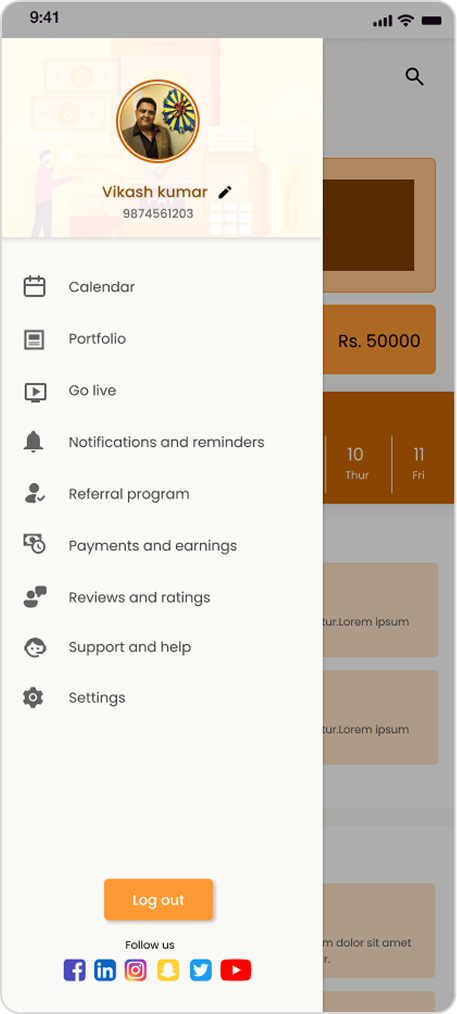 9:41
Vikash kumar
9874561203
Calendar
Portfolio
Go live
Notifications and reminders
Referral program
Payments and earnings
Reviews and ratings
Support and help
Settings
Log out
Follow us
Rs. 50000
10
Thur
11
Fri
tur.Lorem ipsum
tur.Lorem ipsum
m dolor sit amet
r.